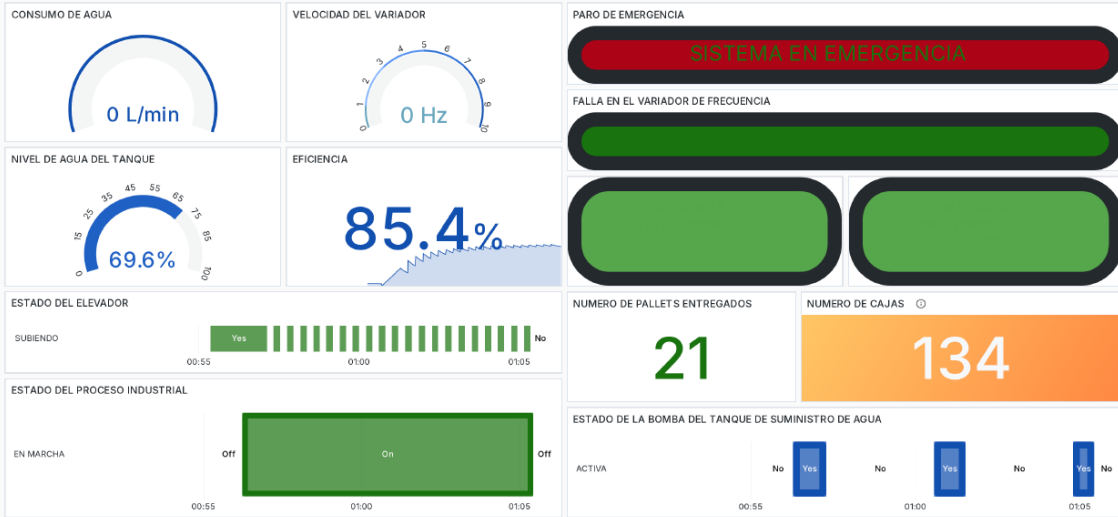 CONSUMO DE AGUA
0 L/min
VELOCIDAD DEL VARIADOR
0 1 2 3 4 5 6 7 8 9 10
0 Hz
PARO DE EMERGENCIA
SISTEMA EN EMERGENCIA
FALLA EN EL VARIADOR DE FRECUENCIA
NIVEL DE AGUA DEL TANQUE
0 15 25 35 45 55 65 75 85 100
69.6%
EFICIENCIA
85.4%
ESTADO DEL ELEVADOR
SUBIENDO
Yes
No
00:55 01:00 01:05
NUMERO DE PALLETS ENTREGADOS
21
NUMERO DE CAJAS
134
ESTADO DEL PROCESO INDUSTRIAL
EN MARCHA
Off On Off
00:55 01:00 01:05
ESTADO DE LA BOMBA DEL TANQUE DE SUMINISTRO DE AGUA
ACTIVA
No Yes No Yes No Yes No
00:55 01:00 01:05